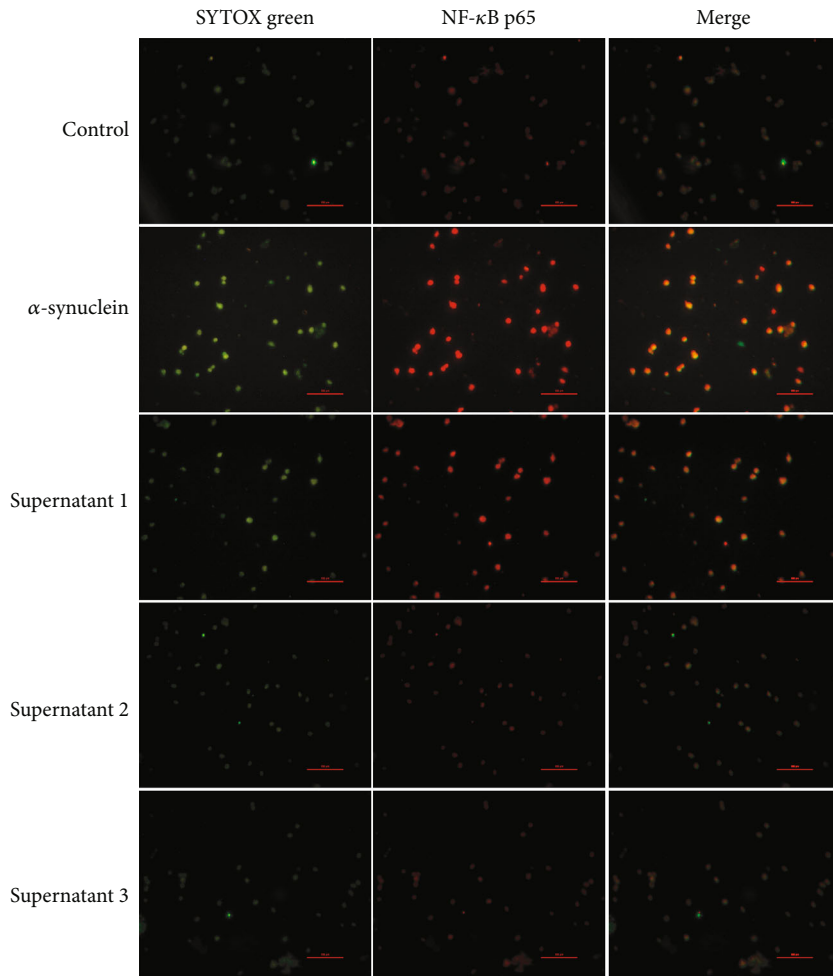 SYTOX green NF-κB p65 Merge
Control
α-synuclein
Supernatant 1
Supernatant 2
Supernatant 3